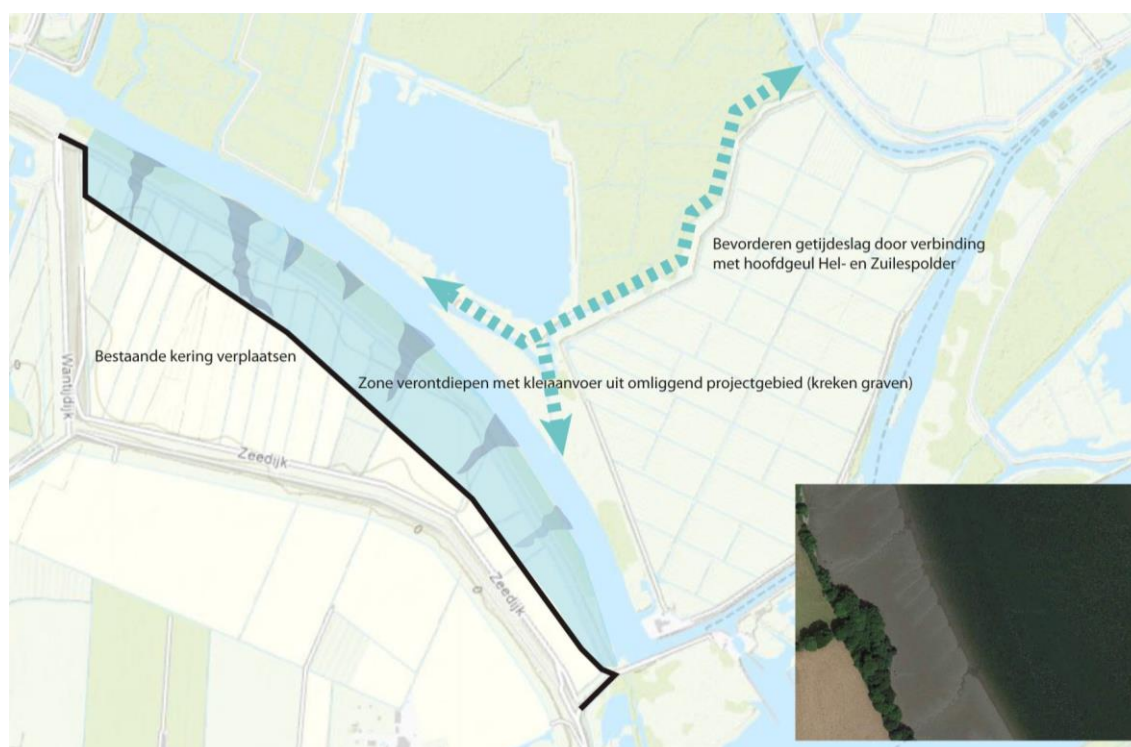 Bevorderen getijdeslag door verbinding
met hoofdgeul Hel- en Zuilespolder
Bestaande kering verplaatsen
Zone verontdiepen met kleiaanvoer uit omliggend projectgebied (kreken graven)
Wantijdijk
Zeedijk
Zeedijk